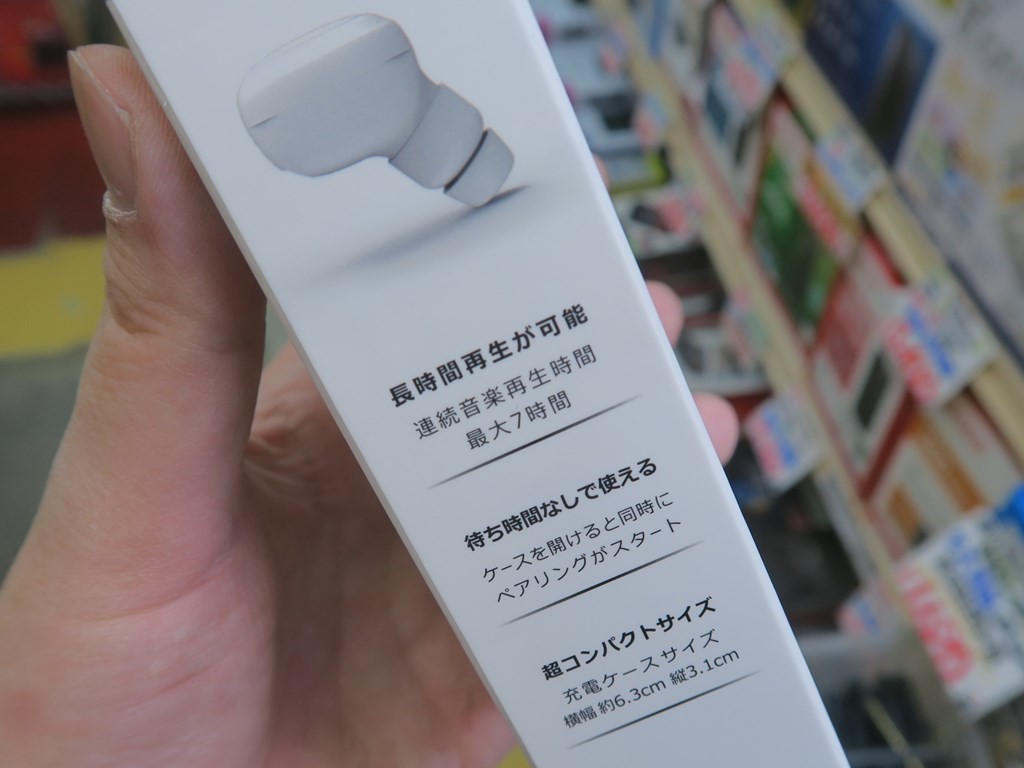 長時間再生が可能
連続音楽再生時間
最大7時間
待ち時間なしで使える
ケースを開けると同時に
ペアリングがスタート
超コンパクトサイズ
充電ケースサイズ
横幅 約6.3cm 縦3.1cm